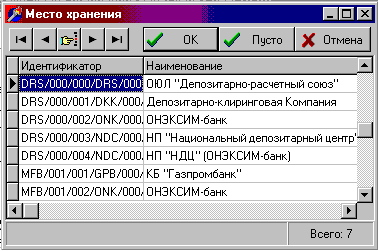 Место хранения
ОК Пусто Отмена
Идентификатор Наименование
DRS/000/000/DRS/000, ОЮЛ "Депозитарно-расчетный союз"
DRS/000/001/DKK/000, Депозитарно-клиринговая Компания
DRS/000/002/ONK/000, ОНЭКСИМ-банк
DRS/000/003/NDC/000, НП "Национальный депозитарный центр"
DRS/000/004/NDC/000, НП "НДЦ" (ОНЭКСИМ-банк)
MFB/001/001/GPB/000, КБ "Газпромбанк"
MFB/001/002/ONK/000, ОНЭКСИМ-банк
Всего: 7